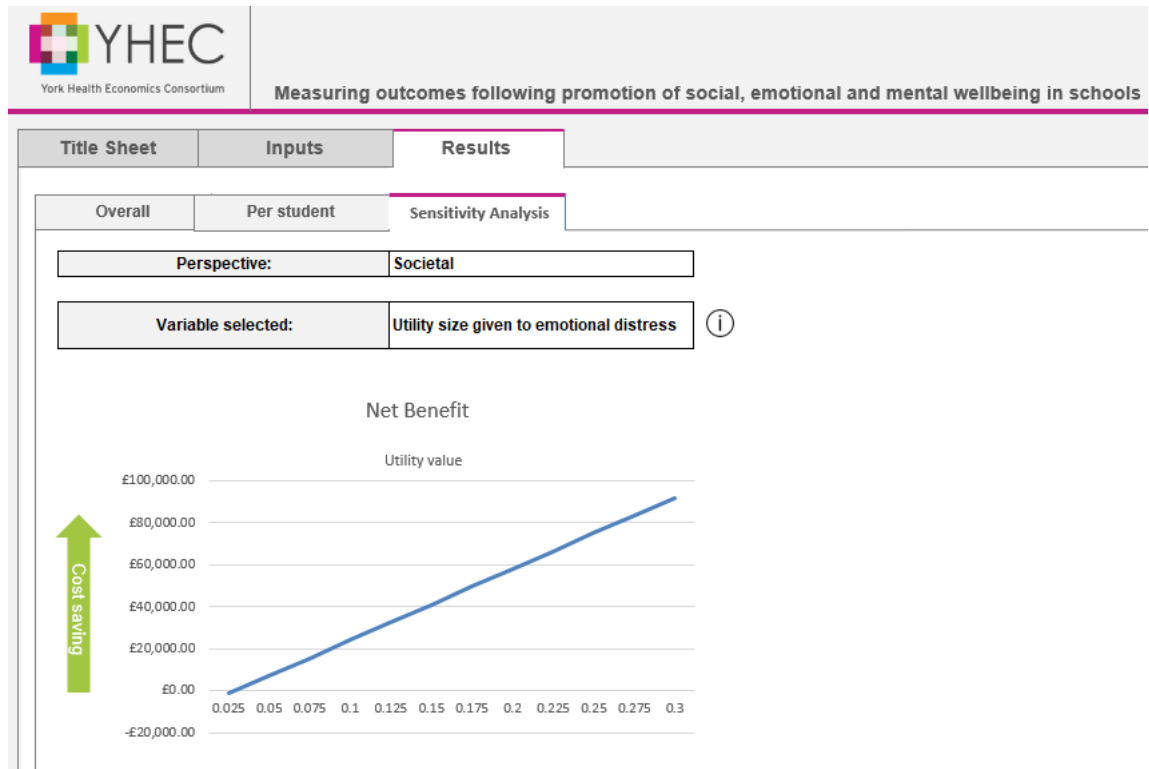 YHEC
York Health Economics Consortium
Measuring outcomes following promotion of social, emotional and mental wellbeing in schools
Title Sheet Inputs Results
Overall Per student Sensitivity Analysis
Perspective: Societal
Variable selected: Utility size given to emotional distress i
Net Benefit
Utility value
£100,000.00
£80,000.00
£60,000.00
£40,000.00
£20,000.00
£0.00
0.025 0.05 0.075 0.1 0.125 0.15 0.175 0.2 0.225 0.25 0.275 0.3
-£20,000.00
Cost saving